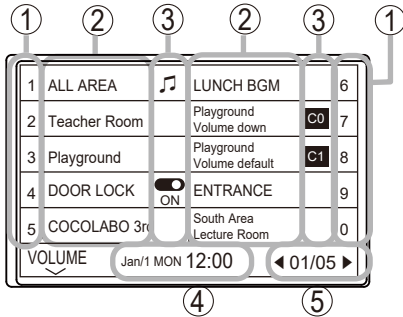 ① ② ③ ② ③ ①
1 ALL AREA ♫ LUNCH BGM 6
2 Teacher Room Playground
Volume down C0 7
3 Playground Playground
Volume default C1 8
4 DOOR LOCK ON ENTRANCE 9
5 COCOLABO 3rd South Area
Lecture Room 0
VOLUME Jan/1 MON 12:00 ◀ 01/05 ▶
④ ⑤